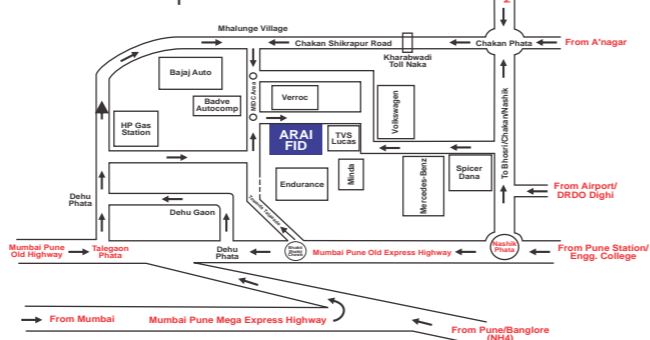 Mhalunge Village
Chakan Shikrapur Road
Chakan Phata
From A'nagar
Kharabwadi
Toll Naka
Bajaj Auto
Badve
Autocomp
MIDC Area
Verroc
Volkswagen
HP Gas
Station
ARAI
FID
TVS
Lucas
To Bhosri/Chakan/Nashik
Endurance
Minda
Mercedes-Benz
Spicer
Dana
Dehu
Phata
Dehu Gaon
From Airport/
DRDO Dighi
Mumbai Pune
Old Highway
Talegaon
Phata
Dehu
Phata
Mumbai Pune Old Express Highway
Nashik
Phata
From Pune Station/
Engg. College
From Mumbai
Mumbai Pune Mega Express Highway
From Pune/Banglore
(NH4)